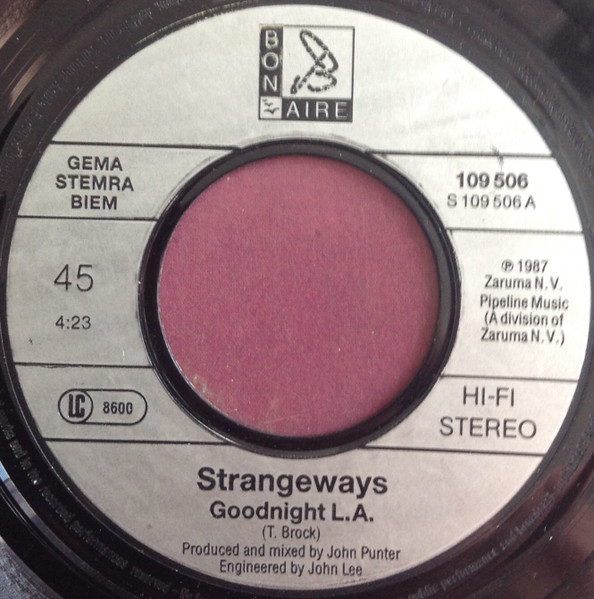 BON
AIRE
GEMA
STEMRA
BIEM
109 506
S 109 506 A
45
4:23
℗ 1987
Zaruma N.V.
Pipeline Music
(A division of
Zaruma N.V.)
LC 8600
HI-FI
STEREO
Strangeways
Goodnight L.A.
(T. Brock)
Produced and mixed by John Punter
Engineered by John Lee